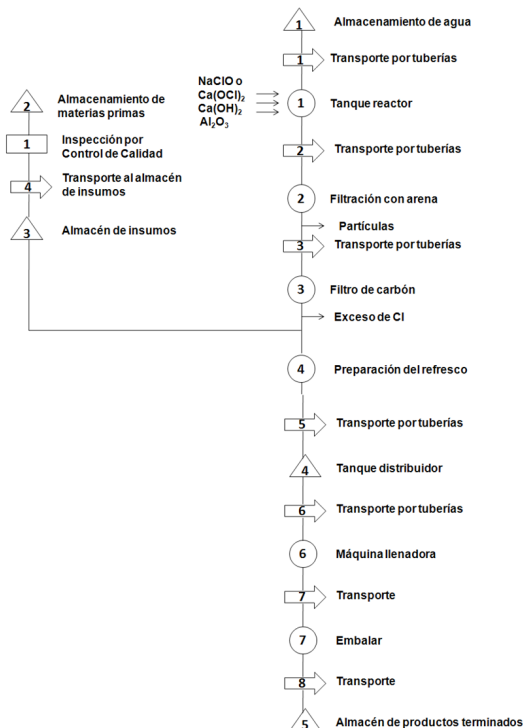 1 Almacenamiento de agua
1 Transporte por tuberías
NaClO o
Ca(OCl)₂
Ca(OH)₂
Al₂O₃
1 Tanque reactor
2 Almacenamiento de
materias primas
1 Inspección por
Control de Calidad
4 Transporte al almacén
de insumos
3 Almacén de insumos
2 Transporte por tuberías
2 Filtración con arena
Partículas
3 Transporte por tuberías
3 Filtro de carbón
Exceso de Cl
4 Preparación del refresco
5 Transporte por tuberías
4 Tanque distribuidor
6 Transporte por tuberías
6 Máquina llenadora
7 Transporte
7 Embalar
8 Transporte
5 Almacén de productos terminados